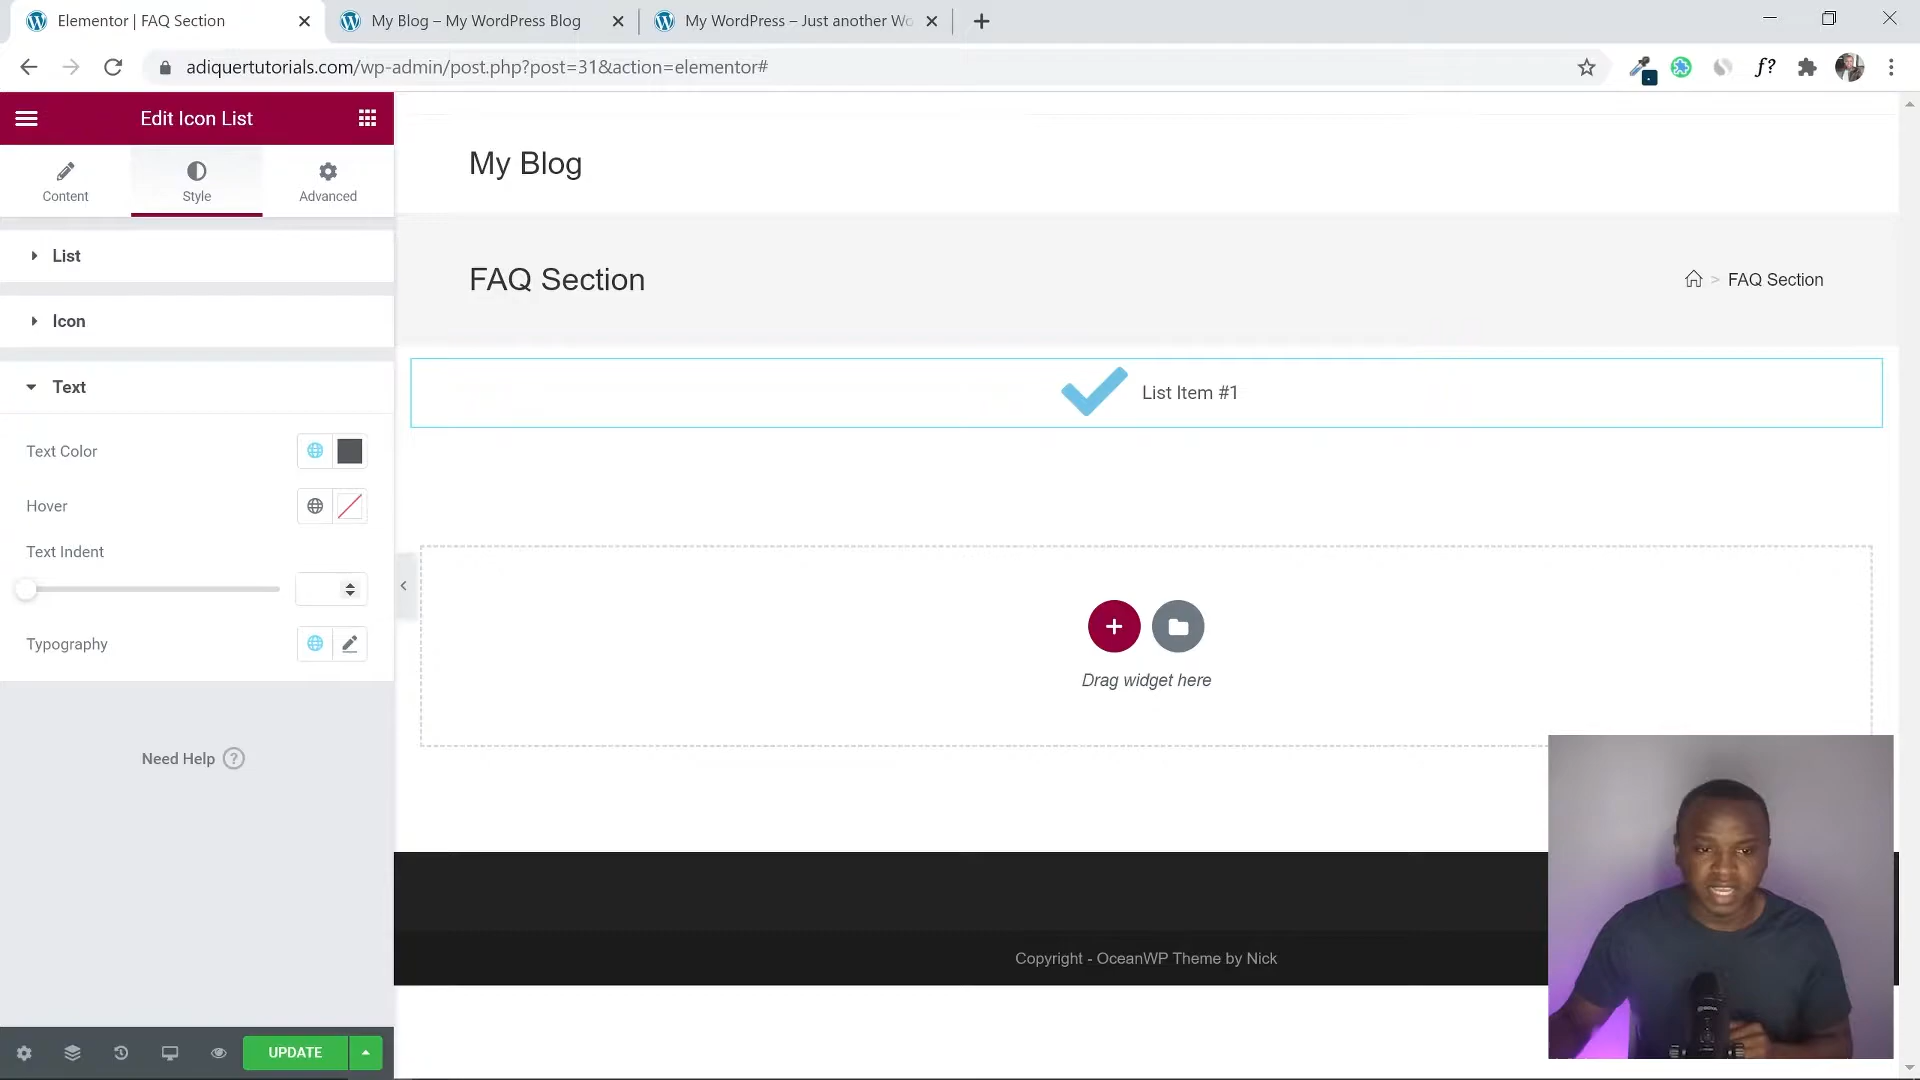 Elementor | FAQ Section
My Blog – My WordPress Blog
My WordPress – Just another Wo
adiquertutorials.com/wp-admin/post.php?post=31&action=elementor#
f?
Edit Icon List
Content
Style
Advanced
List
Icon
Text
Text Color
Hover
Text Indent
Typography
Need Help ?
UPDATE
My Blog
FAQ Section
> FAQ Section
List Item #1
Drag widget here
Copyright - OceanWP Theme by Nick